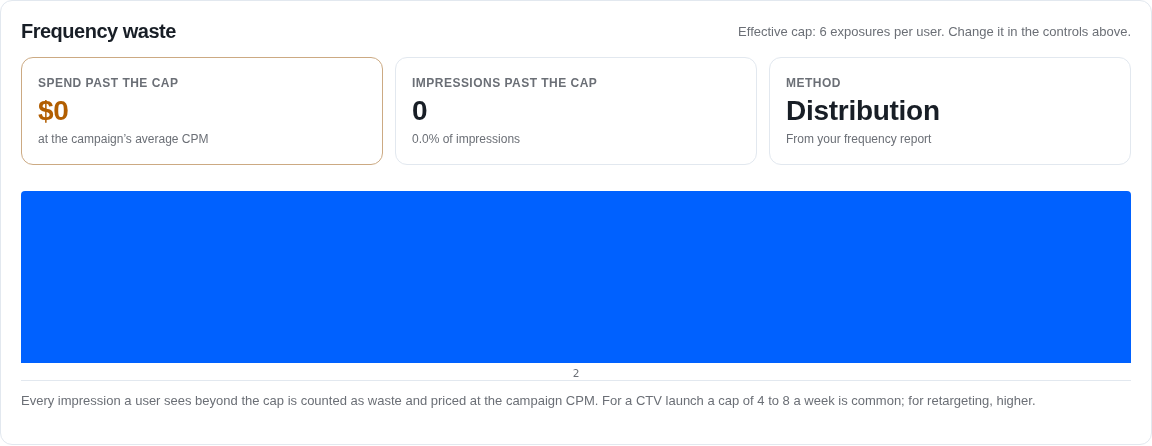 Frequency waste
Effective cap: 6 exposures per user. Change it in the controls above.
SPEND PAST THE CAP
$0
at the campaign’s average CPM
IMPRESSIONS PAST THE CAP
0
0.0% of impressions
METHOD
Distribution
From your frequency report
2
Every impression a user sees beyond the cap is counted as waste and priced at the campaign CPM. For a CTV launch a cap of 4 to 8 a week is common; for retargeting, higher.